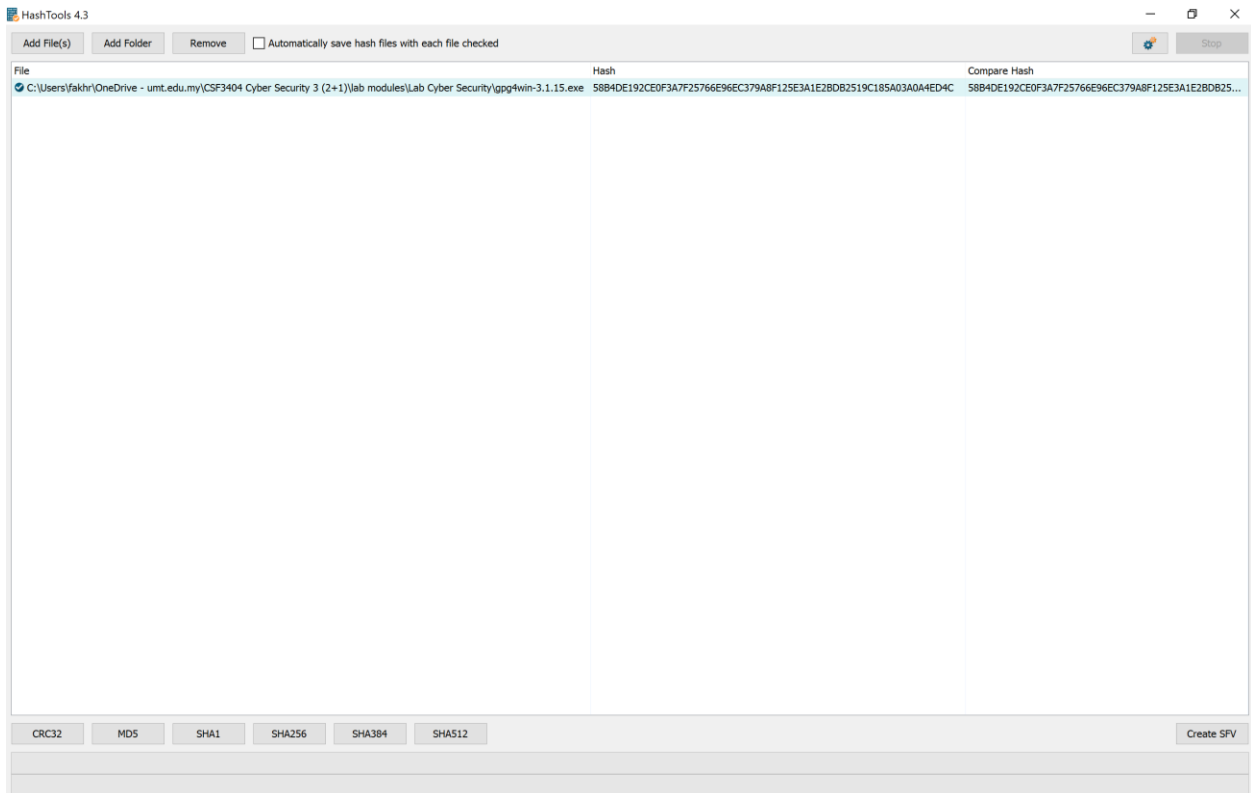 HashTools 4.3
Add File(s) Add Folder Remove Automatically save hash files with each file checked Stop
File Hash Compare Hash
C:\Users\fakhr\OneDrive - umt.edu.my\CSF3404 Cyber Security 3 (2+1)\lab modules\Lab Cyber Security\gpg4win-3.1.15.exe 58B4DE192CE0F3A7F25766E96EC379A8F125E3A1E2BDB2519C185A03A0A4ED4C 58B4DE192CE0F3A7F25766E96EC379A8F125E3A1E2BDB25...
CRC32 MD5 SHA1 SHA256 SHA384 SHA512 Create SFV